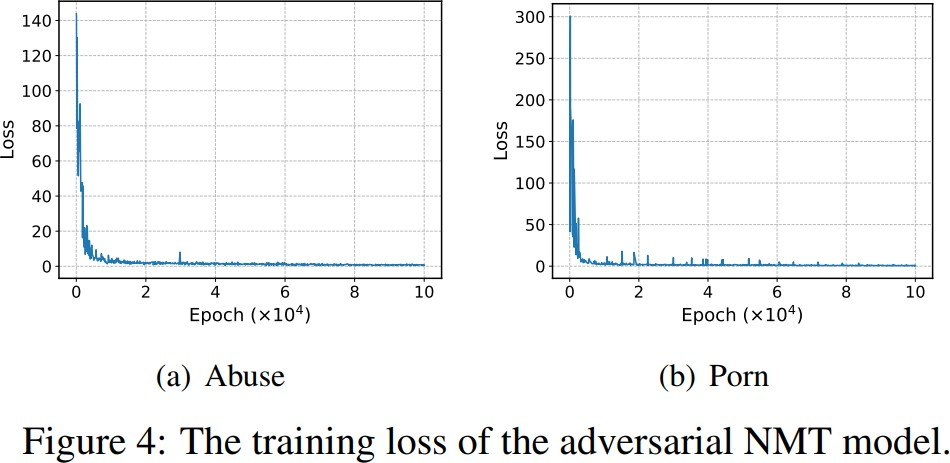 140
120
100
80
60
40
20
0
Loss
0 2 4 6 8 10
Epoch (×10⁴)
(a) Abuse
300
250
200
150
100
50
0
Loss
0 2 4 6 8 10
Epoch (×10⁴)
(b) Porn
Figure 4: The training loss of the adversarial NMT model.